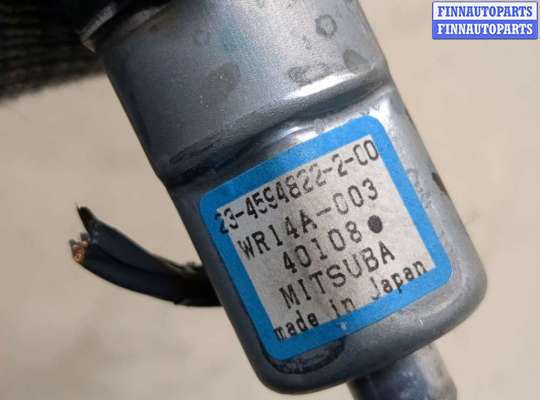 FINNAUTOPARTS
FINNAUTOPARTS
23-4594822-2-C0
WR14A-003
40108●
MITSUBA
made in Japan